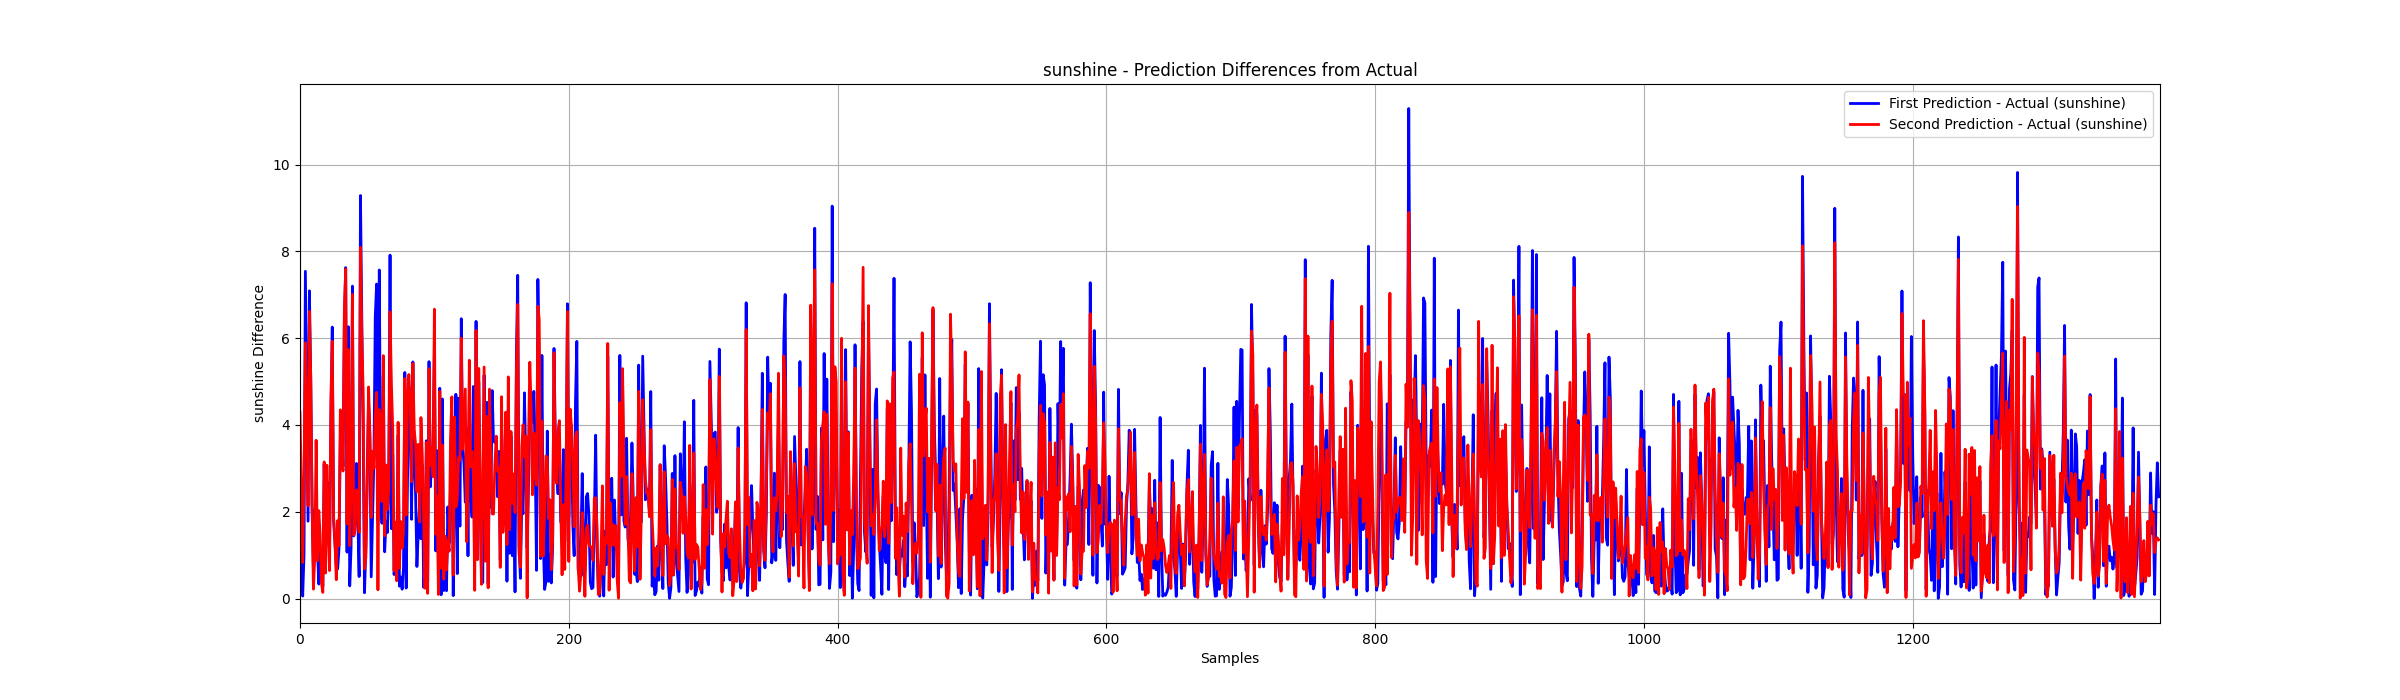 sunshine - Prediction Differences from Actual
First Prediction - Actual (sunshine)
Second Prediction - Actual (sunshine)
sunshine Difference
10
8
6
4
2
0
0 200 400 600 800 1000 1200
Samples